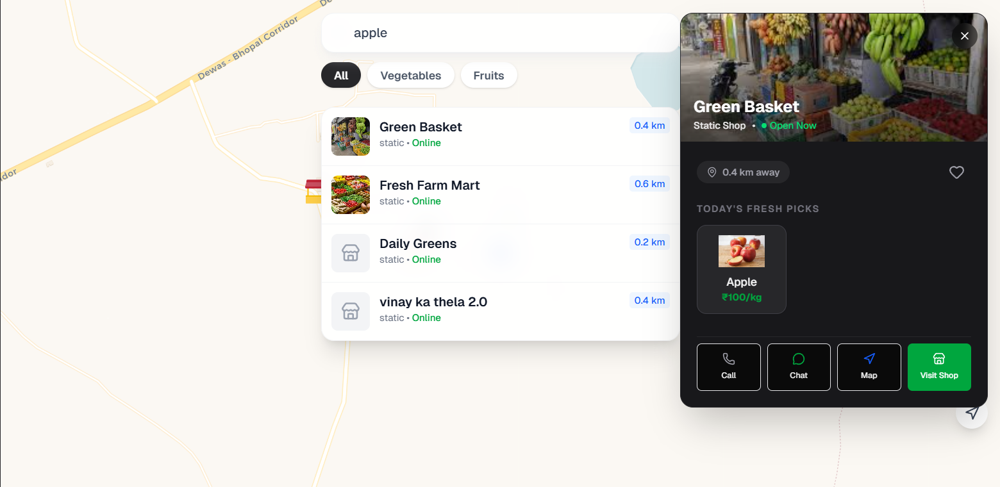 De
Dewas - Bhopal Corridor
dor
apple
All
Vegetables
Fruits
Green Basket
0.4 km
static • Online
Fresh Farm Mart
0.6 km
static • Online
Daily Greens
0.2 km
static • Online
vinay ka thela 2.0
0.4 km
static • Online
Green Basket
Static Shop • Open Now
0.4 km away
TODAY'S FRESH PICKS
Apple
₹100/kg
Call
Chat
Map
Visit Shop